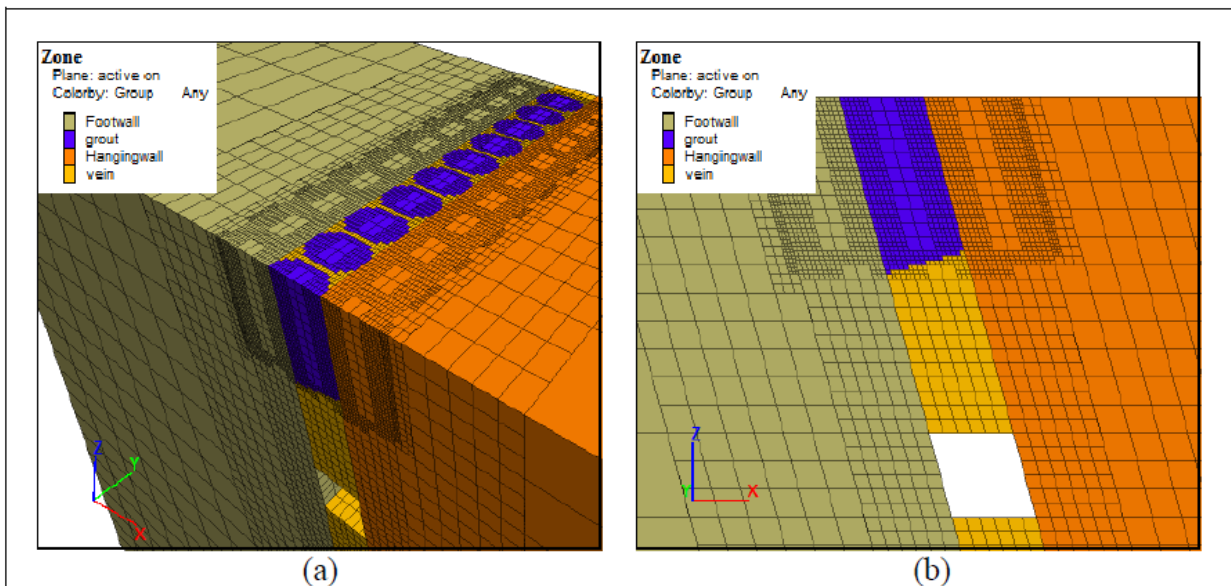 Zone
Plane: active on
Colorby: Group Any
Footwall
grout
Hangingwall
vein
Z
Y
X
(a)
Zone
Plane: active on
Colorby: Group Any
Footwall
grout
Hangingwall
vein
Z
Y
X
(b)